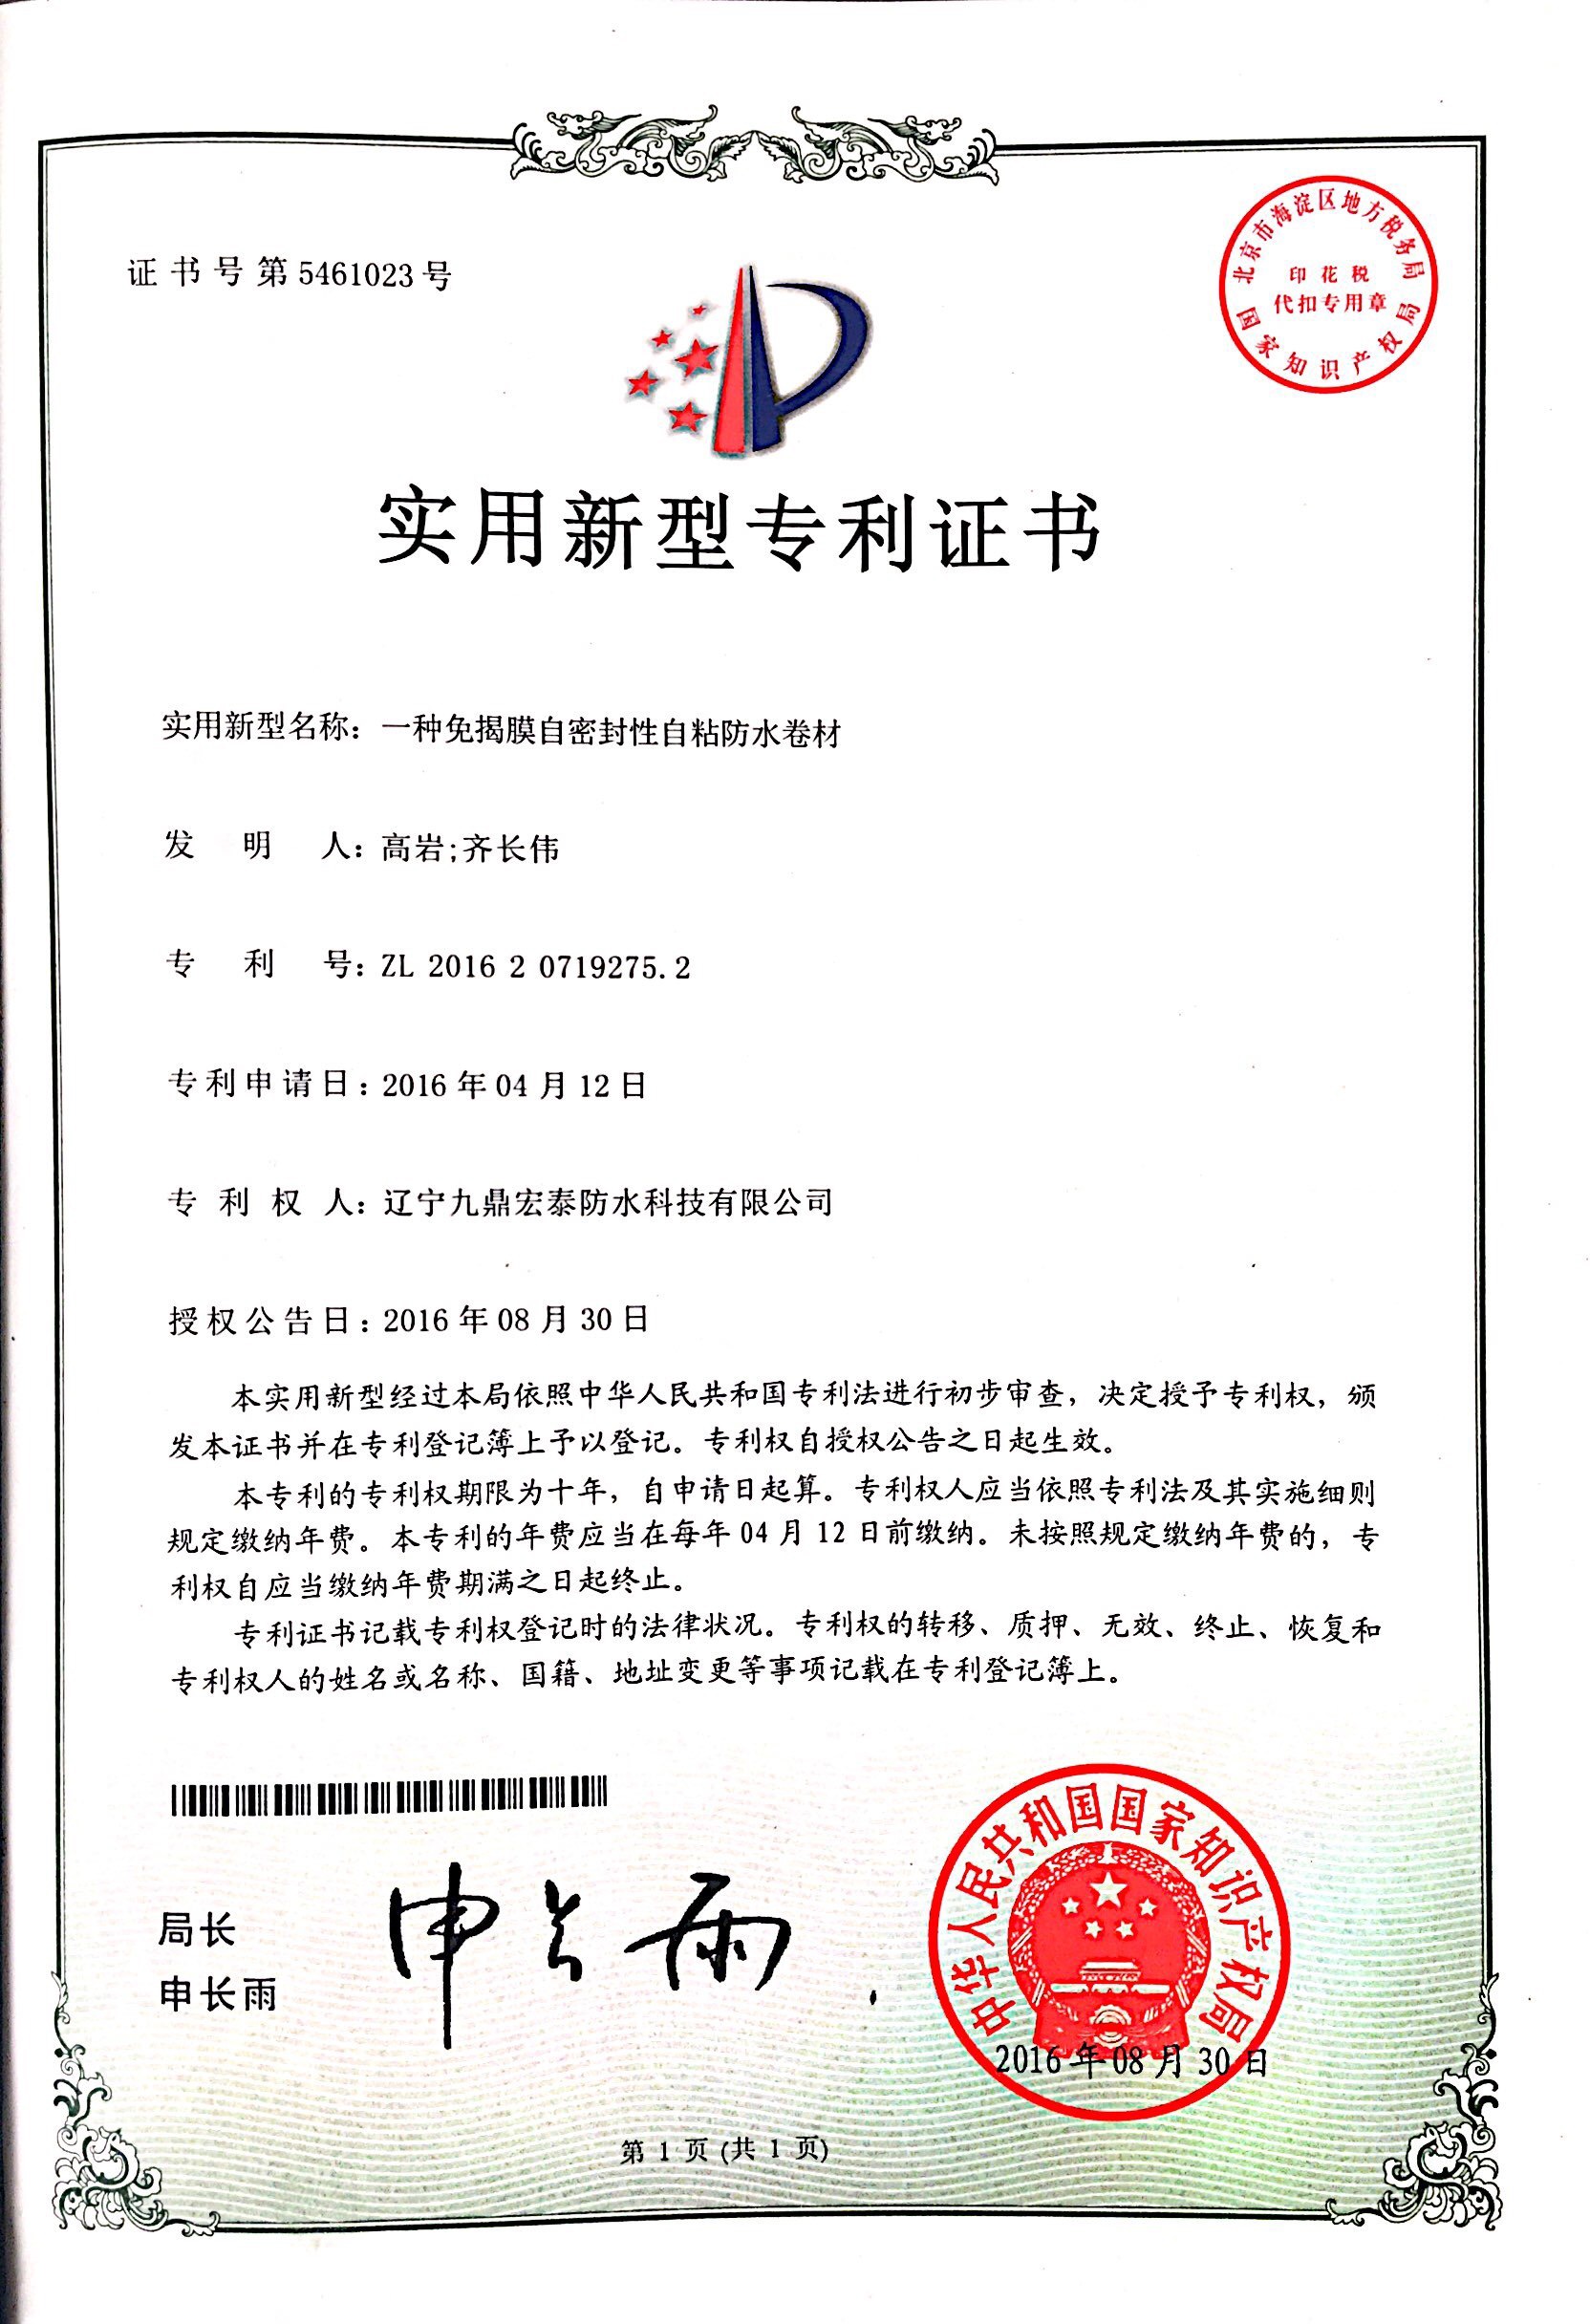 证书号第5461023号
北京市海淀区地方税务局
印花税
代扣专用章
国家知识产权局
实用新型专利证书
实用新型名称：一种免揭膜自密封性自粘防水卷材
发明人：高岩;齐长伟
专利号：ZL 2016 2 0719275.2
专利申请日：2016年04月12日
专利权人：辽宁九鼎宏泰防水科技有限公司
授权公告日：2016年08月30日
本实用新型经过本局依照中华人民共和国专利法进行初步审查，决定授予专利权，颁
发本证书并在专利登记簿上予以登记。专利权自授权公告之日起生效。
本专利的专利权期限为十年，自申请日起算。专利权人应当依照专利法及其实施细则
规定缴纳年费。本专利的年费应当在每年04月12日前缴纳。未按照规定缴纳年费的，专
利权自应当缴纳年费期满之日起终止。
专利证书记载专利权登记时的法律状况。专利权的转移、质押、无效、终止、恢复和
专利权人的姓名或名称、国籍、地址变更等事项记载在专利登记簿上。
局长
申长雨
申长雨
中华人民共和国国家知识产权局
2016年08月30日
第1页(共1页)